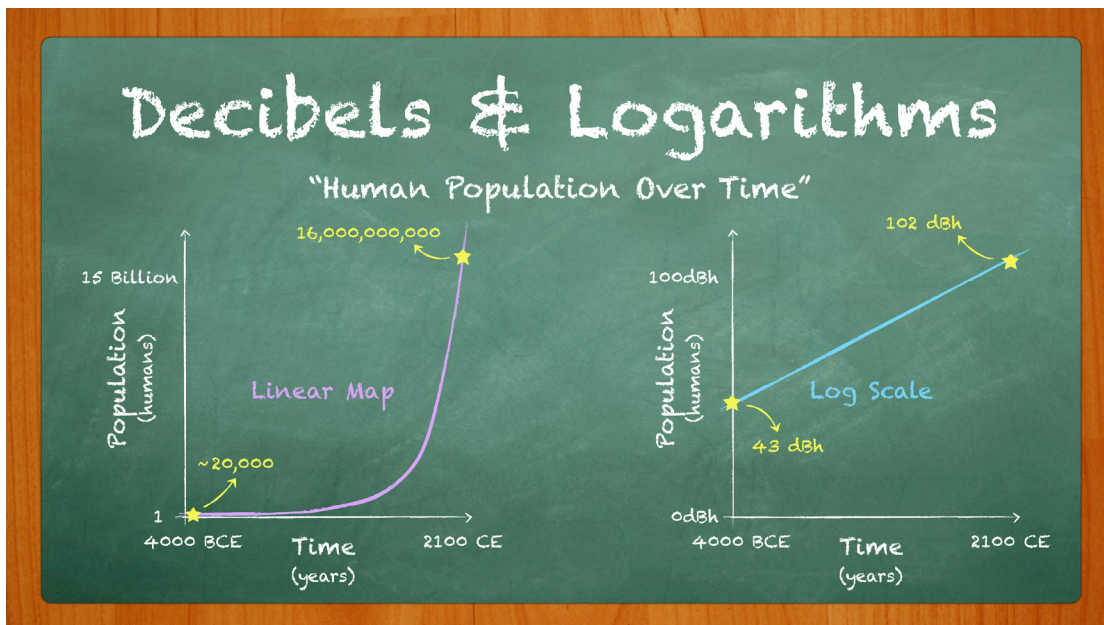 Decibels & Logarithms
"Human Population Over Time"
16,000,000,000
15 Billion
Population
(humans)
Linear Map
~20,000
1
4000 BCE
Time
(years)
2100 CE
102 dBh
100dBh
Population
(humans)
Log Scale
43 dBh
0dBh
4000 BCE
Time
(years)
2100 CE